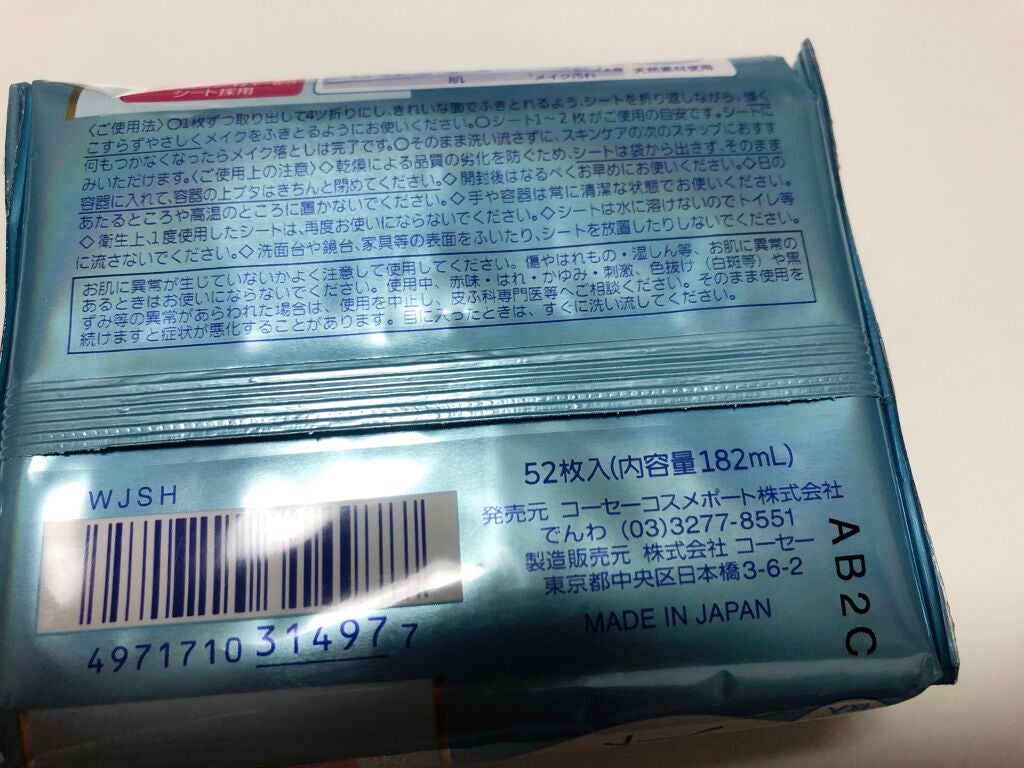 シート採用
肌
メイク汚れ
天然素材使用
〈ご使用法〉○1枚ずつ取り出して4ツ折りにし、きれいな面でふきとれるよう、シートを折り返しながら、強く
こすらずやさしくメイクをふきとるようにお使いください。○シート1〜2枚がご使用の目安です。シートに
何もつかなくなったらメイク落としは完了です。○そのまま洗い流さずに、スキンケアの次のステップにおすす
みいただけます。〈ご使用上の注意〉◇乾燥による品質の劣化を防ぐため、シートは袋から出さず、そのまま
容器に入れて、容器の上ブタはきちんと閉めてください。◇開封後はなるべくお早めにお使いください。◇日の
あたるところや高温のところに置かないでください。◇手や容器は常に清潔な状態でお使いください。
◇衛生上、1度使用したシートは、再度お使いにならないでください。◇シートは水に溶けないのでトイレ等
に流さないでください。◇洗面台や鏡台、家具等の表面をふいたり、シートを放置したりしないでください。
お肌に異常が生じていないかよく注意して使用してください。傷やはれもの・湿しん等、お肌に異常の
あるときはお使いにならないでください。使用中、赤味・はれ・かゆみ・刺激、色抜け（白斑等）や黒
ずみ等の異常があらわれた場合は、使用を中止し、皮ふ科専門医等へご相談ください。そのまま使用を
続けますと症状が悪化することがあります。目に入ったときは、すぐに洗い流してください。
WJSH
4971710 31497 7
52枚入(内容量182mL)
発売元 コーセーコスメポート株式会社
でんわ (03)3277-8551
製造販売元 株式会社 コーセー
東京都中央区日本橋3-6-2
MADE IN JAPAN
AB2C